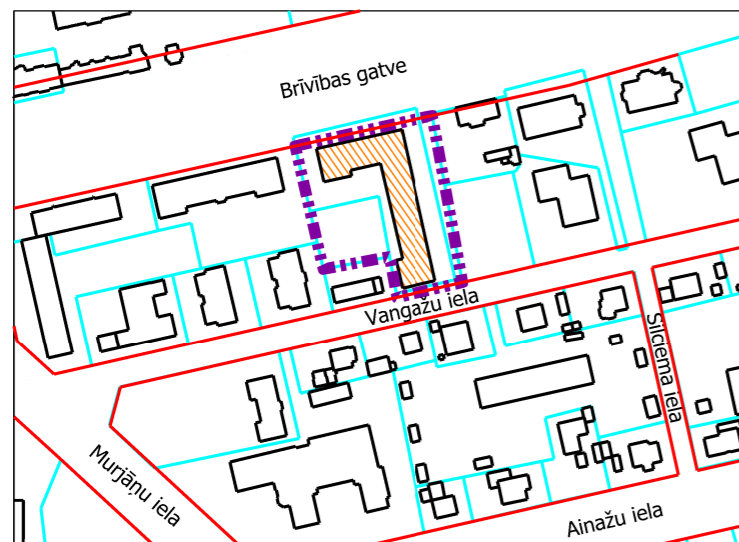 Brīvības gatve
Vangažu iela
Silciema iela
Murjāņu iela
Ainažu iela